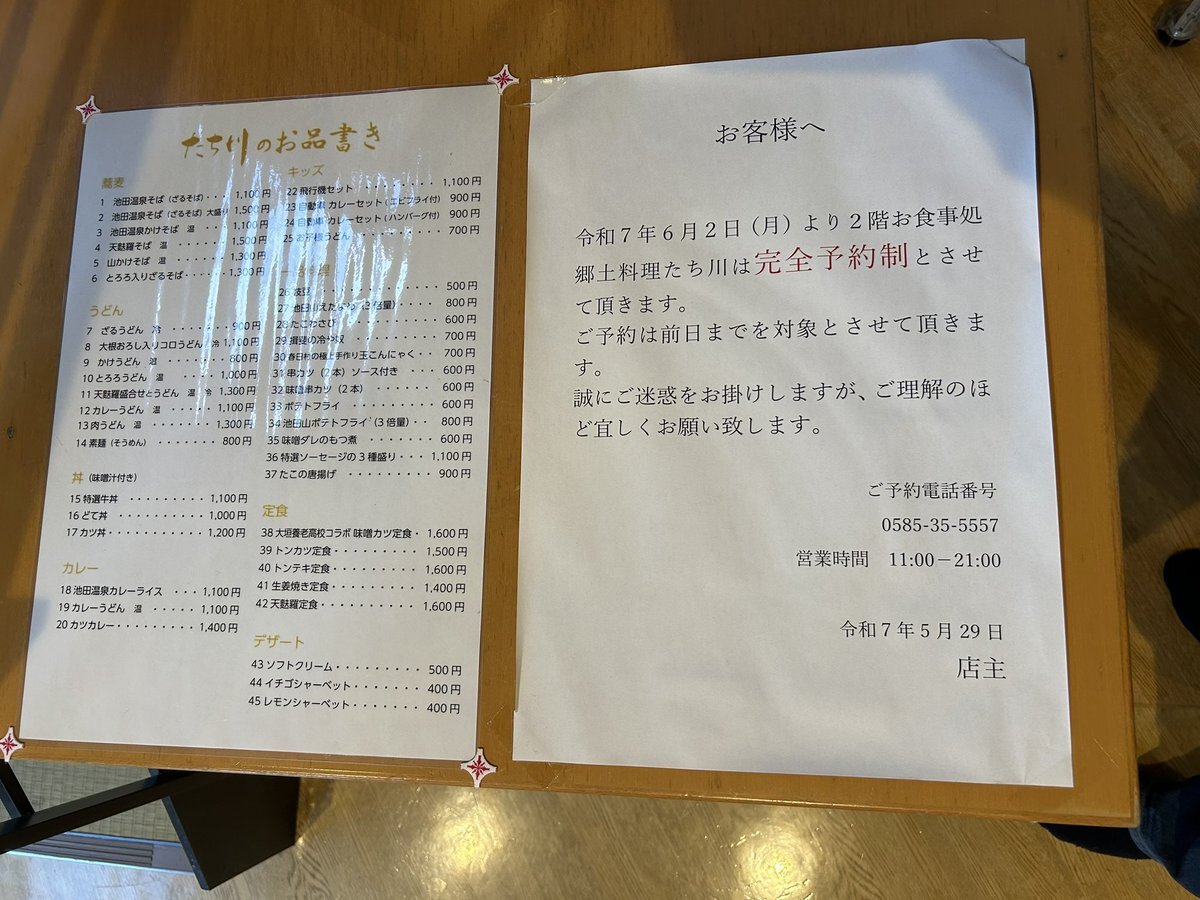 たち川のお品書き
蕎麦
1 池田温泉そば（ざるそば）・・・ 1,100円
2 池田温泉そば（ざるそば）大盛り 1,500円
3 池田温泉かけそば 温 ・・・・ 1,100円
4 天麩羅そば 温 ・・・・・・ 1,500円
5 山かけそば 温 ・・・・・・ 1,300円
6 とろろ入りざるそば・・・・・ 1,300円
うどん
7 ざるうどん 冷 ・・・・・・・ 900円
8 大根おろし入りコロうどん 冷 1,100円
9 かけうどん 温 ・・・・・・ 800円
10 とろろうどん 温 ・・・・・ 1,000円
11 天麩羅盛合せとうどん 温 冷 1,300円
12 カレーうどん 温 ・・・・・ 1,100円
13 肉うどん 温 ・・・・・・・ 1,300円
14 素麺（そうめん） ・・・・・・ 800円
丼（味噌汁付き）
15 特選牛丼 ・・・・・・・・・ 1,100円
16 どて丼 ・・・・・・・・・・ 1,000円
17 カツ丼・・・・・・・・・・・ 1,200円
カレー
18 池田温泉カレーライス ・・・ 1,100円
19 カレーうどん 温 ・・・・・ 1,100円
20 カツカレー・・・・・・・・・ 1,400円
キッズ
22 飛行機セット ・・・・・・・・・ 1,100円
23 自動車 カレーセット（エビフライ付） 900円
24 自動車 カレーセット（ハンバーグ付） 900円
25 お子様うどん ・・・・・・・・・ 700円
26 枝豆 ・・・・・・・・・・・・ 500円
27 池田山えだまめ（3倍量） ・・・・ 800円
28 たこわさび ・・・・・・・・・ 600円
29 揖斐の冷や奴 ・・・・・・・・ 700円
30 春日村の極上手作り玉こんにゃく・・ 700円
31 串カツ（2本）ソース付き ・・・ 600円
32 味噌串カツ（2本） ・・・・・・ 600円
33 ポテトフライ ・・・・・・・・ 600円
34 池田山ポテトフライ（3倍量）・・ 800円
35 味噌ダレのもつ煮 ・・・・・・ 600円
36 特選ソーセージの3種盛り・・・ 1,100円
37 たこの唐揚げ ・・・・・・・・ 900円
定食
38 大垣養老高校コラボ 味噌カツ定食・ 1,600円
39 トンカツ定食・・・・・・・・・ 1,500円
40 トンテキ定食・・・・・・・・・ 1,600円
41 生姜焼き定食・・・・・・・・・ 1,400円
42 天麩羅定食・・・・・・・・・・ 1,600円
デザート
43 ソフトクリーム・・・・・・・・・ 500円
44 イチゴシャーベット・・・・・・・ 400円
45 レモンシャーベット・・・・・・・ 400円
お客様へ
令和7年6月2日（月）より2階お食事処
郷土料理たち川は完全予約制とさせ
て頂きます。
ご予約は前日までを対象とさせて頂きま
す。
誠にご迷惑をお掛けしますが、ご理解のほ
ど宜しくお願い致します。
ご予約電話番号
0585-35-5557
営業時間 11:00－21:00
令和7年5月29日
店主